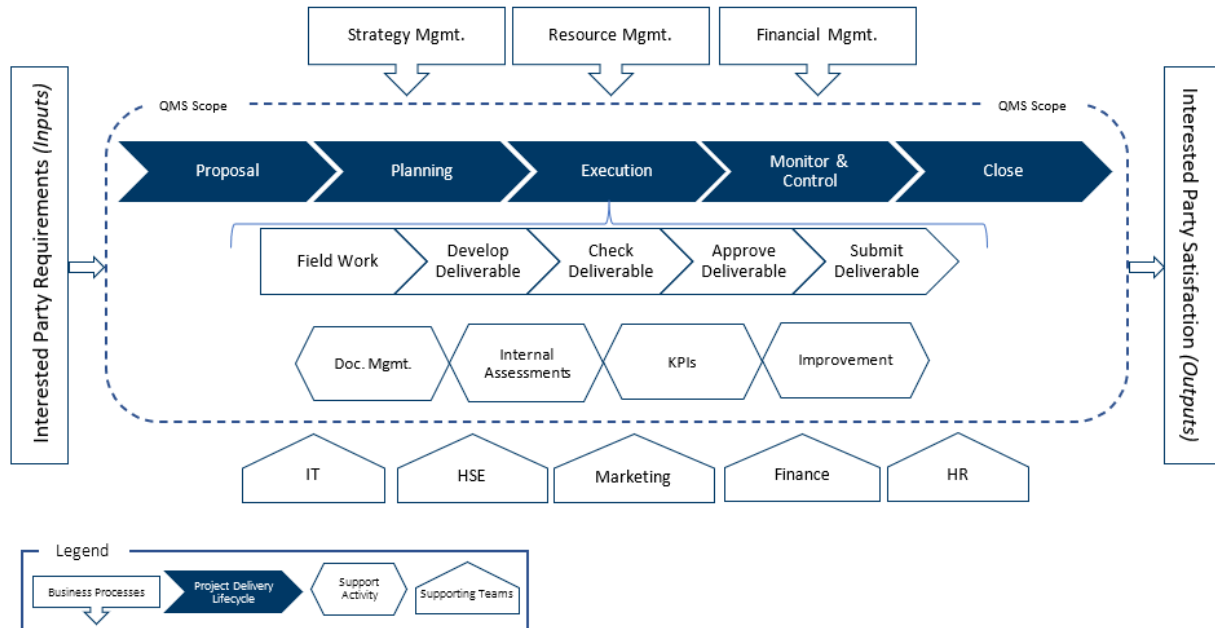 Strategy Mgmt.
Resource Mgmt.
Financial Mgmt.
Interested Party Requirements (Inputs)
QMS Scope
QMS Scope
Interested Party Satisfaction (Outputs)
Proposal
Planning
Execution
Monitor &
Control
Close
Field Work
Develop
Deliverable
Check
Deliverable
Approve
Deliverable
Submit
Deliverable
Doc. Mgmt.
Internal
Assessments
KPIs
Improvement
IT
HSE
Marketing
Finance
HR
Legend
Business Processes
Project Delivery
Lifecycle
Support
Activity
Supporting Teams